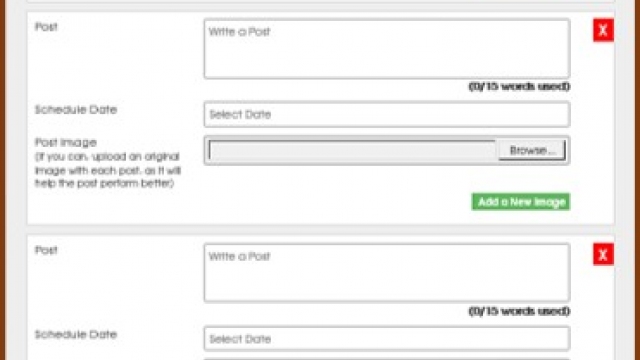 Post
Write a Post
X
(0/15 words used)
Schedule Date
Select Date
Post Image
(If you can, upload an original
image with each post, as it will
help the post perform better)
Browse...
Add a New Image
Post
Write a Post
X
(0/15 words used)
Schedule Date
Select Date